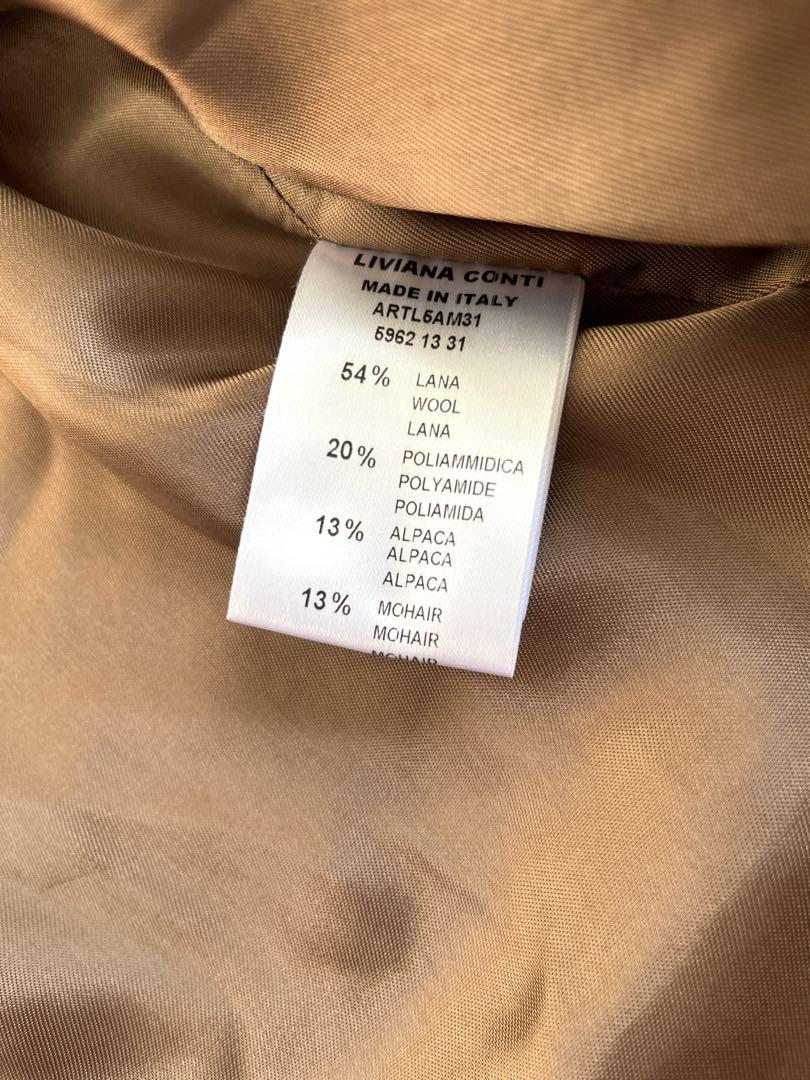 LIVIANA CONTI
MADE IN ITALY
ARTL5AM31
5962 13 31
54% LANA
WOOL
LANA
20% POLIAMMIDICA
POLYAMIDE
POLIAMIDA
13% ALPACA
ALPACA
ALPACA
13% MOHAIR
MOHAIR
MOHAIR